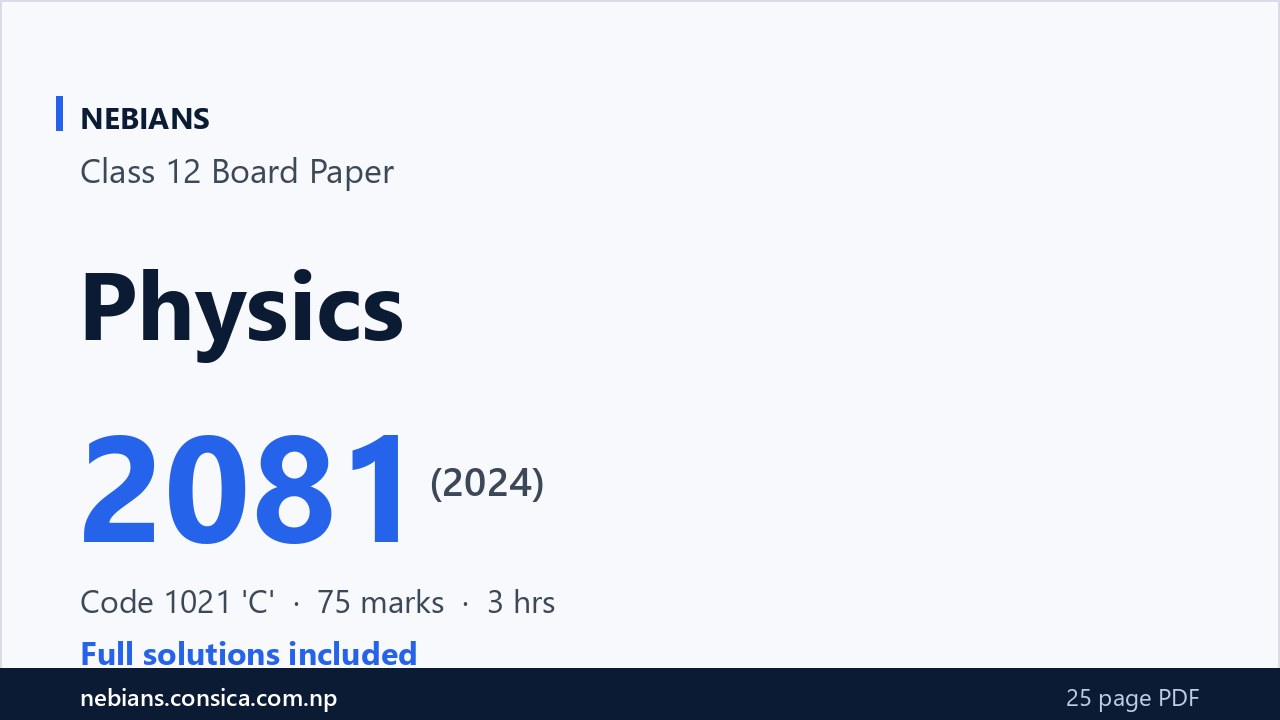 NEBIANS
Class 12 Board Paper
Physics
2081 (2024)
Code 1021 'C' · 75 marks · 3 hrs
Full solutions included
nebians.consica.com.np
25 page PDF